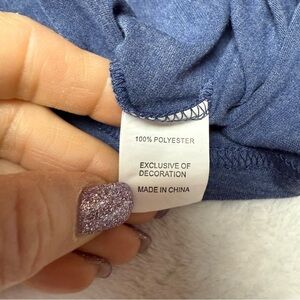 100% POLYESTER
EXCLUSIVE OF
DECORATION
MADE IN CHINA